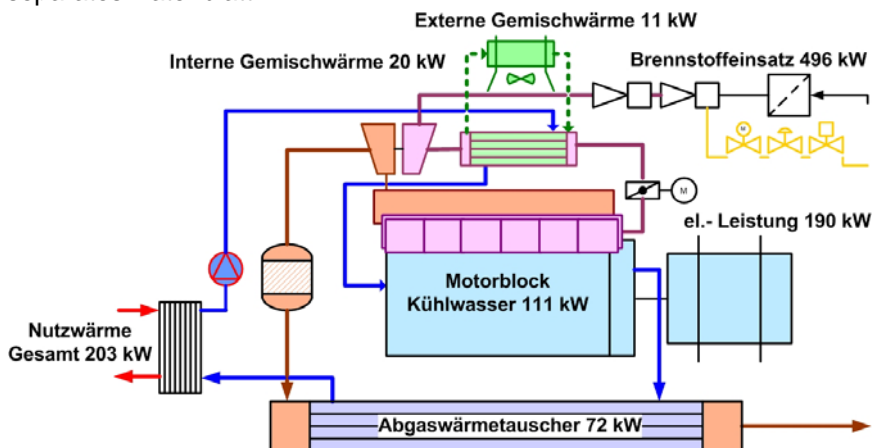 Externe Gemischwärme 11 kW
Interne Gemischwärme 20 kW
Brennstoffeinsatz 496 kW
M
M
el.- Leistung 190 kW
Motorblock
Kühlwasser 111 kW
Nutzwärme
Gesamt 203 kW
Abgaswärmetauscher 72 kW